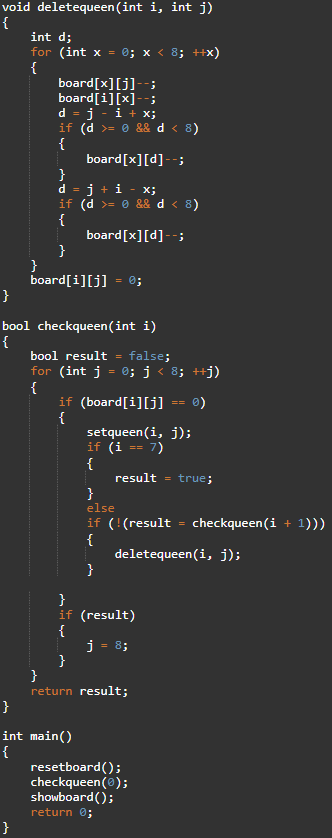 void deletequeen(int i, int j)
{
    int d;
    for (int x = 0; x < 8; ++x)
    {
        board[x][j]--;
        board[i][x]--;
        d = j - i + x;
        if (d >= 0 && d < 8)
        {
            board[x][d]--;
        }
        d = j + i - x;
        if (d >= 0 && d < 8)
        {
            board[x][d]--;
        }
    }
    board[i][j] = 0;
}

bool checkqueen(int i)
{
    bool result = false;
    for (int j = 0; j < 8; ++j)
    {
        if (board[i][j] == 0)
        {
            setqueen(i, j);
            if (i == 7)
            {
                result = true;
            }
            else
            if (!(result = checkqueen(i + 1)))
            {
                deletequeen(i, j);
            }

        }
        if (result)
        {
            j = 8;
        }
    }
    return result;
}

int main()
{
    resetboard();
    checkqueen(0);
    showboard();
    return 0;
}